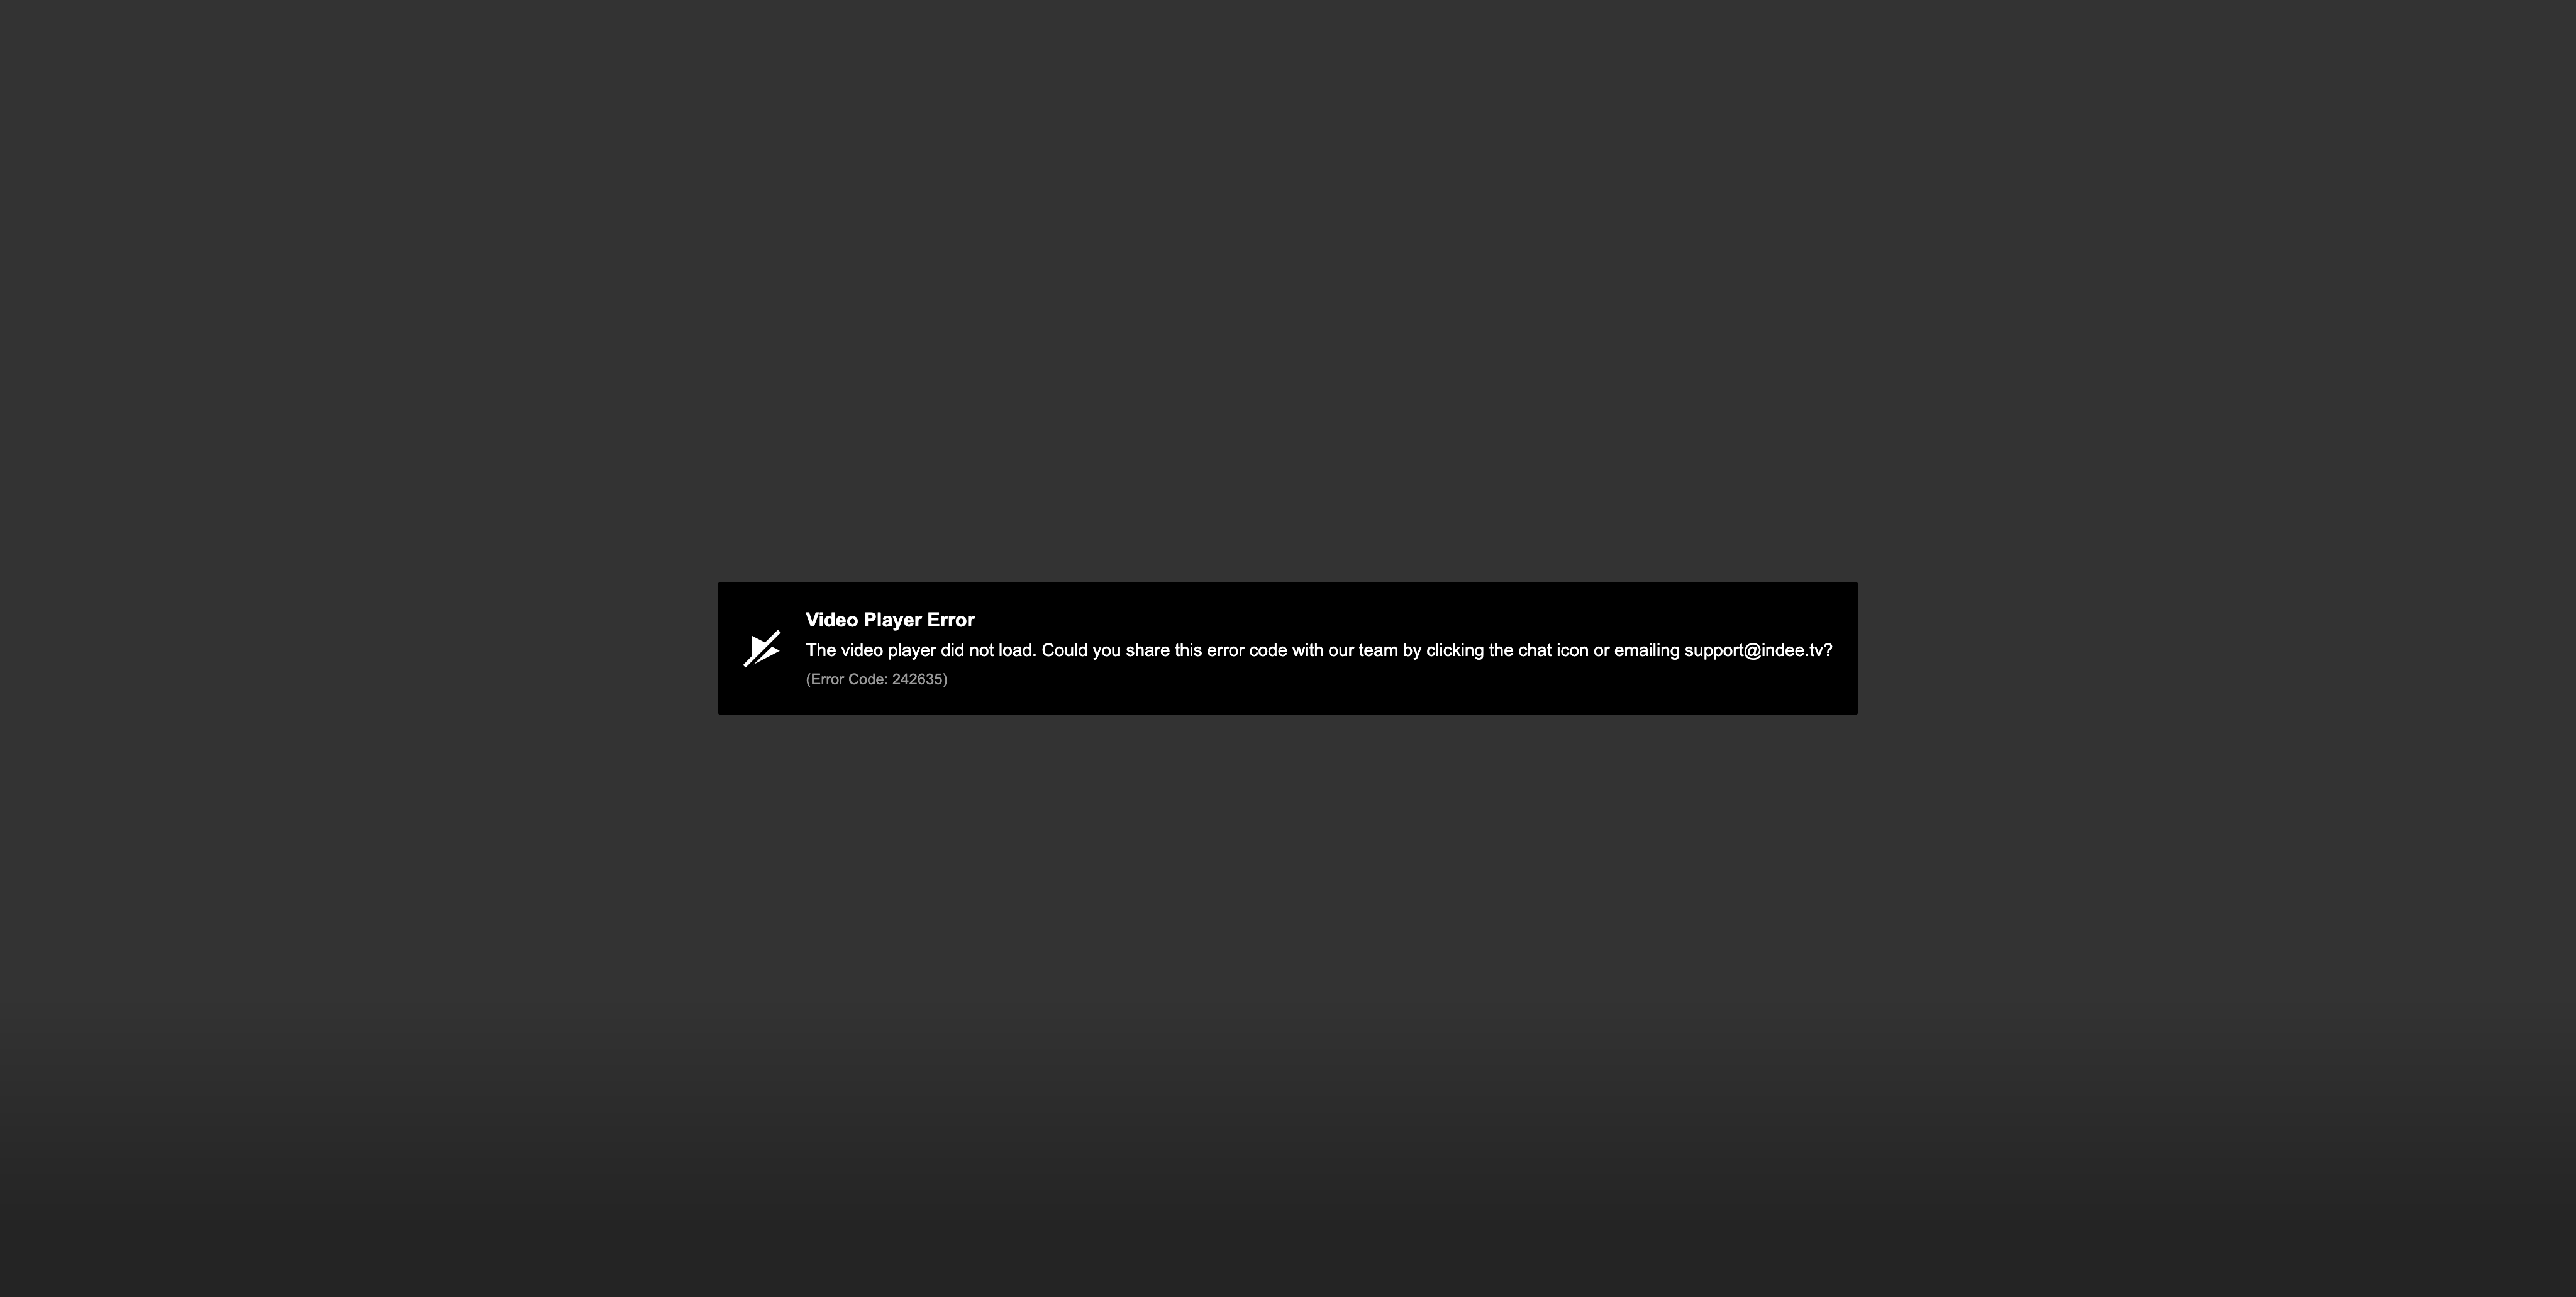 Video Player Error
The video player did not load. Could you share this error code with our team by clicking the chat icon or emailing support@indee.tv?
(Error Code: 242635)